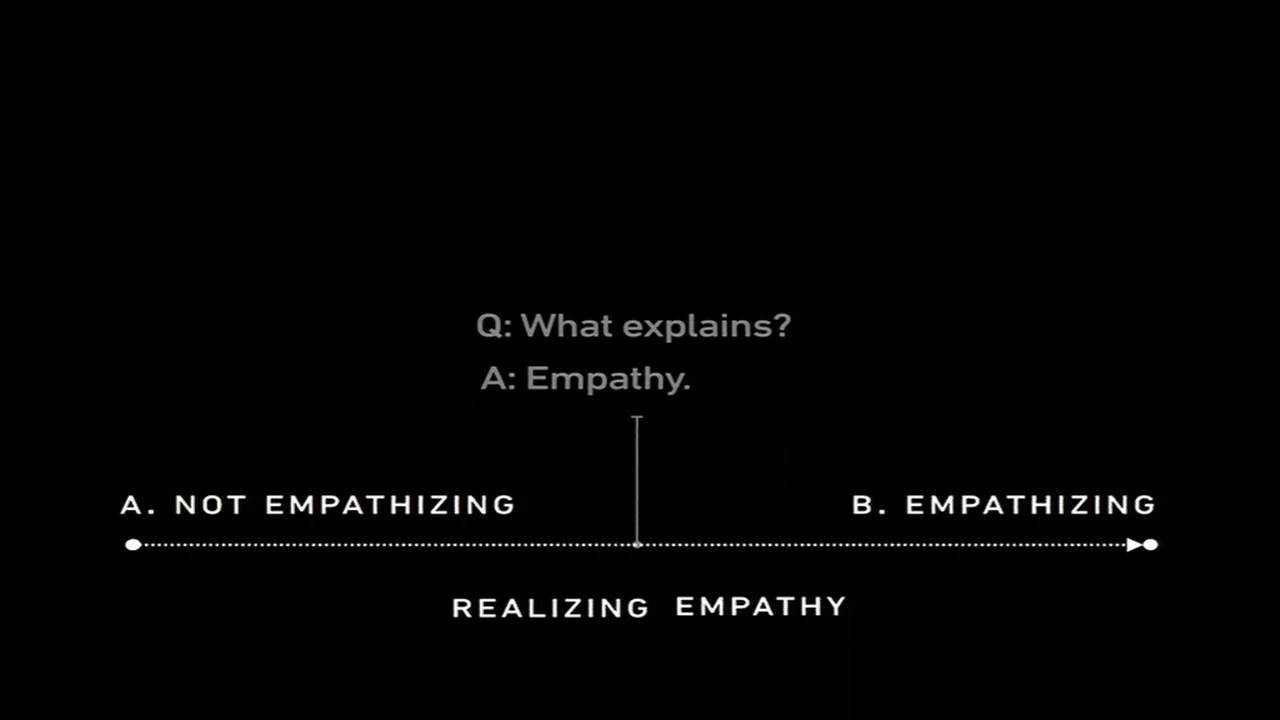 Q: What explains?
A: Empathy.
A. NOT EMPATHIZING
B. EMPATHIZING
REALIZING EMPATHY